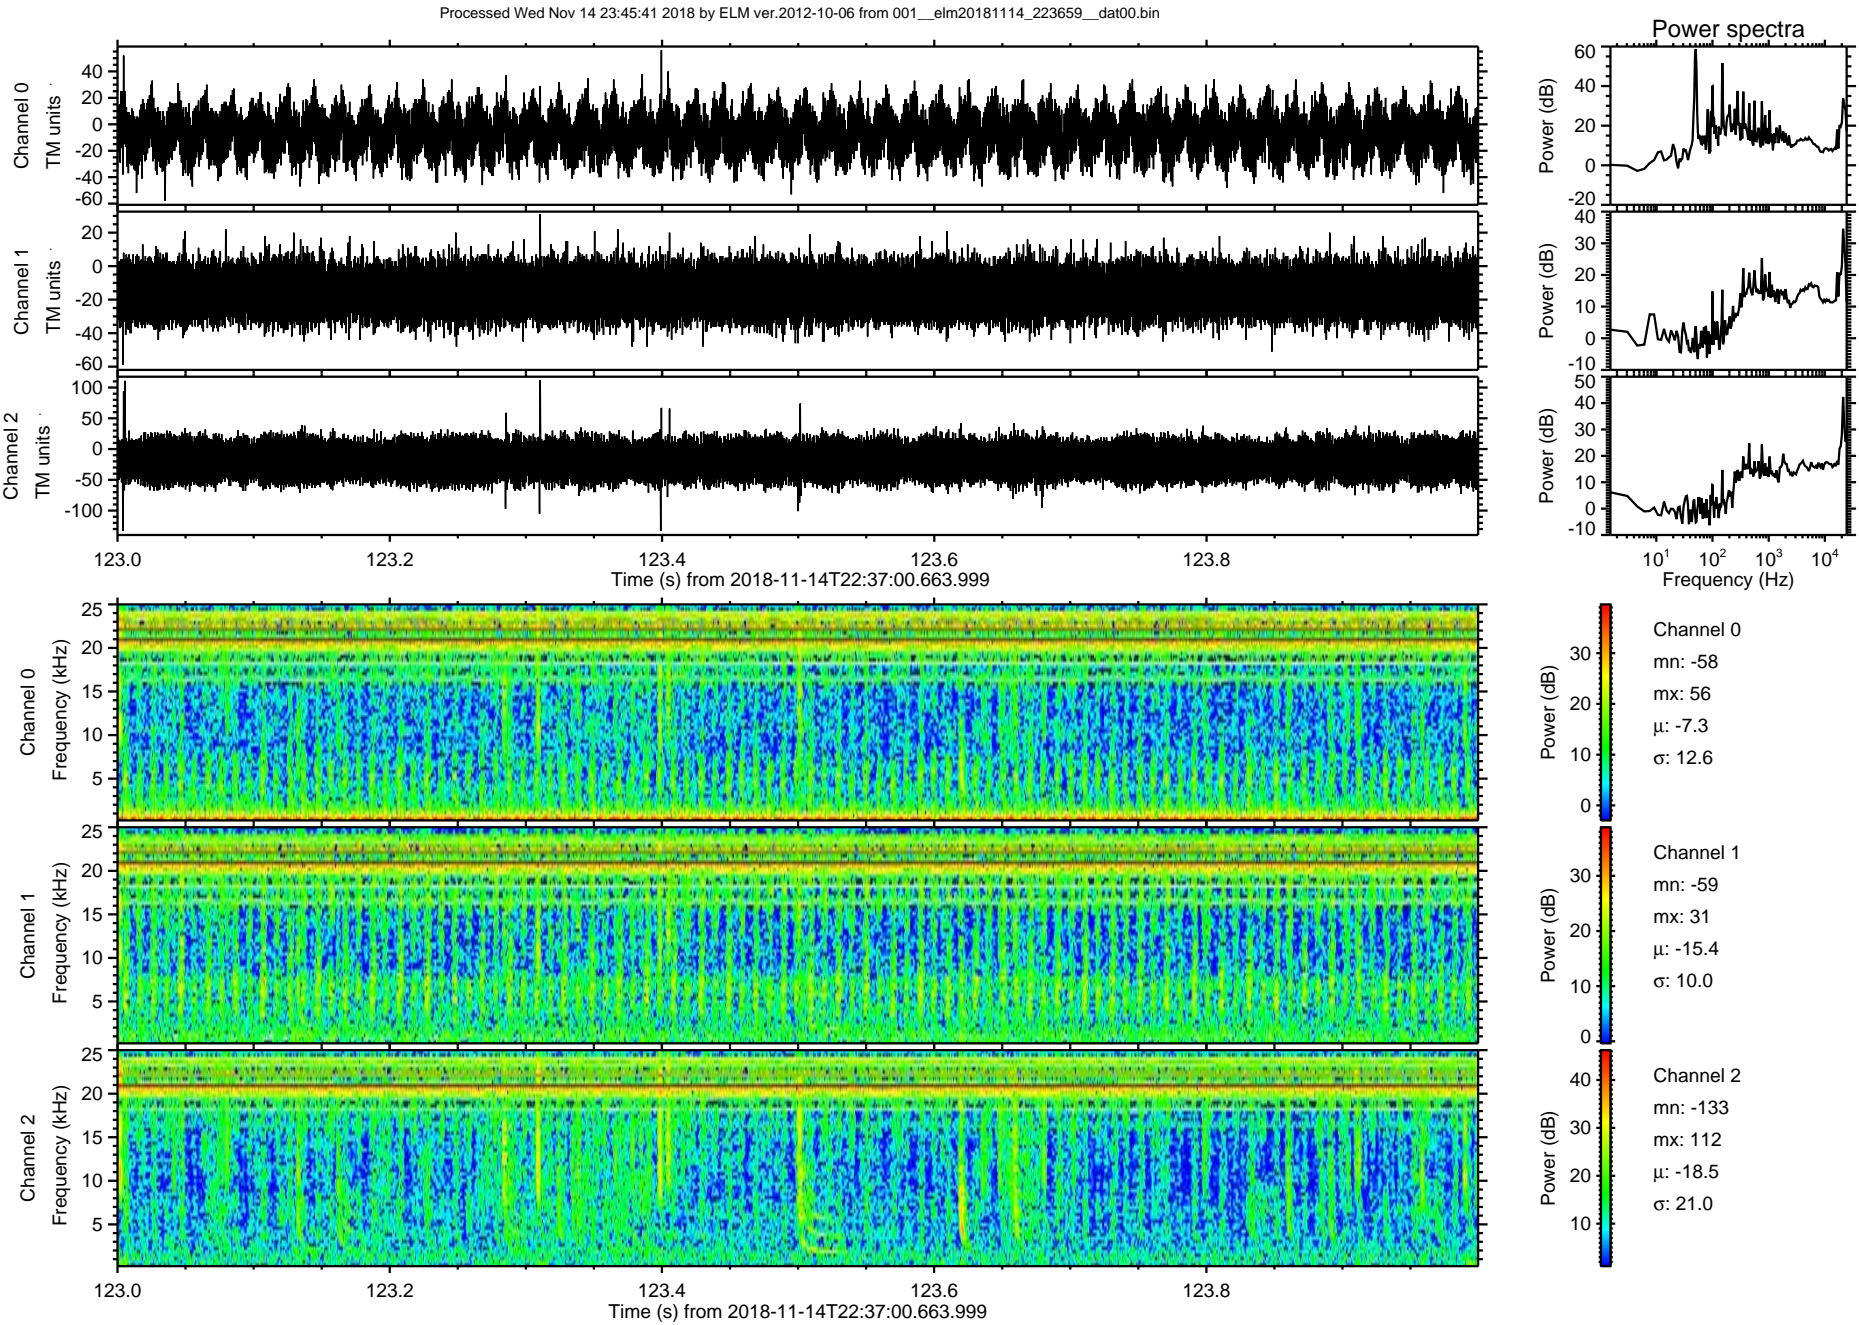 Processed Wed Nov 14 23:45:41 2018 by ELM ver.2012-10-06 from 001__elm20181114_223659__dat00.bin
Power spectra
Channel 0
TM units
40
20
0
-20
-40
-60
Power (dB)
60
40
20
0
-20
Channel 1
TM units
20
0
-20
-40
-60
Power (dB)
40
30
20
10
0
-10
Channel 2
TM units
100
50
0
-50
-100
Power (dB)
50
40
30
20
10
0
-10
123.0 123.2 123.4 123.6 123.8
Time (s) from 2018-11-14T22:37:00.663.999
10¹ 10² 10³ 10⁴
Frequency (Hz)
Channel 0
Frequency (kHz)
25
20
15
10
5
Power (dB)
30
20
10
0
Channel 0
mn: -58
mx: 56
μ: -7.3
σ: 12.6
Channel 1
Frequency (kHz)
25
20
15
10
5
Power (dB)
30
20
10
0
Channel 1
mn: -59
mx: 31
μ: -15.4
σ: 10.0
Channel 2
Frequency (kHz)
25
20
15
10
5
Power (dB)
40
30
20
10
Channel 2
mn: -133
mx: 112
μ: -18.5
σ: 21.0
123.0 123.2 123.4 123.6 123.8
Time (s) from 2018-11-14T22:37:00.663.999